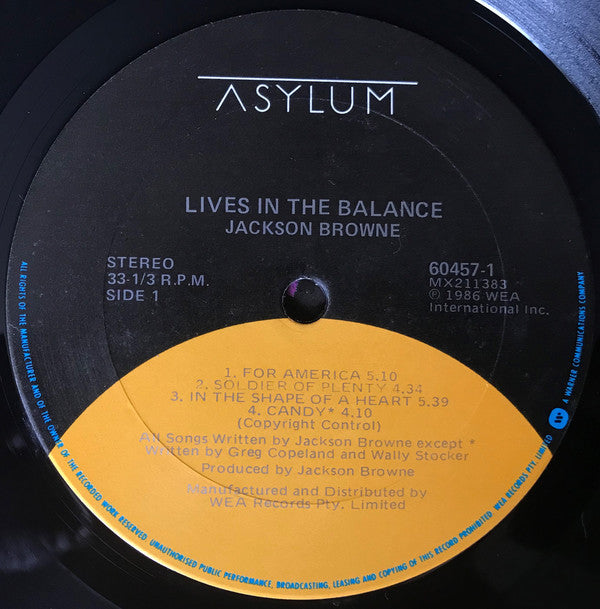 ASYLUM
LIVES IN THE BALANCE
JACKSON BROWNE
STEREO
33-1/3 R.P.M.
SIDE 1
60457-1
MX211383
℗ 1986 WEA
International Inc.
1. FOR AMERICA 5.10
2. SOLDIER OF PLENTY 4.34
3. IN THE SHAPE OF A HEART 5.39
4. CANDY* 4.10
(Copyright Control)
All Songs Written by Jackson Browne except *
Written by Greg Copeland and Wally Stocker
Produced by Jackson Browne
Manufactured and Distributed by
WEA Records Pty. Limited
ALL RIGHTS OF THE MANUFACTURER AND OF THE OWNER OF THE RECORDED WORK RESERVED. UNAUTHORISED PUBLIC PERFORMANCE, BROADCASTING, LEASING AND COPYING OF THIS RECORD PROHIBITED. WEA RECORDS PTY. LIMITED
A WARNER COMMUNICATIONS COMPANY